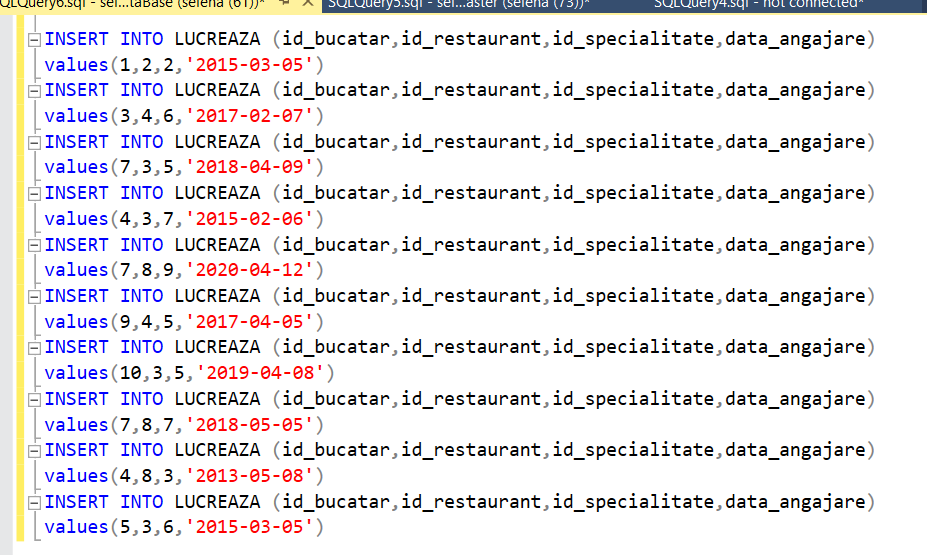 SQLQuery6.sql - sel...taBase (selena (61))* SQLQuery5.sql - sel...aster (selena (73))* SQLQuery4.sql - not connected*
INSERT INTO LUCREAZA (id_bucatar,id_restaurant,id_specialitate,data_angajare)
values(1,2,2,'2015-03-05')
INSERT INTO LUCREAZA (id_bucatar,id_restaurant,id_specialitate,data_angajare)
values(3,4,6,'2017-02-07')
INSERT INTO LUCREAZA (id_bucatar,id_restaurant,id_specialitate,data_angajare)
values(7,3,5,'2018-04-09')
INSERT INTO LUCREAZA (id_bucatar,id_restaurant,id_specialitate,data_angajare)
values(4,3,7,'2015-02-06')
INSERT INTO LUCREAZA (id_bucatar,id_restaurant,id_specialitate,data_angajare)
values(7,8,9,'2020-04-12')
INSERT INTO LUCREAZA (id_bucatar,id_restaurant,id_specialitate,data_angajare)
values(9,4,5,'2017-04-05')
INSERT INTO LUCREAZA (id_bucatar,id_restaurant,id_specialitate,data_angajare)
values(10,3,5,'2019-04-08')
INSERT INTO LUCREAZA (id_bucatar,id_restaurant,id_specialitate,data_angajare)
values(7,8,7,'2018-05-05')
INSERT INTO LUCREAZA (id_bucatar,id_restaurant,id_specialitate,data_angajare)
values(4,8,3,'2013-05-08')
INSERT INTO LUCREAZA (id_bucatar,id_restaurant,id_specialitate,data_angajare)
values(5,3,6,'2015-03-05')